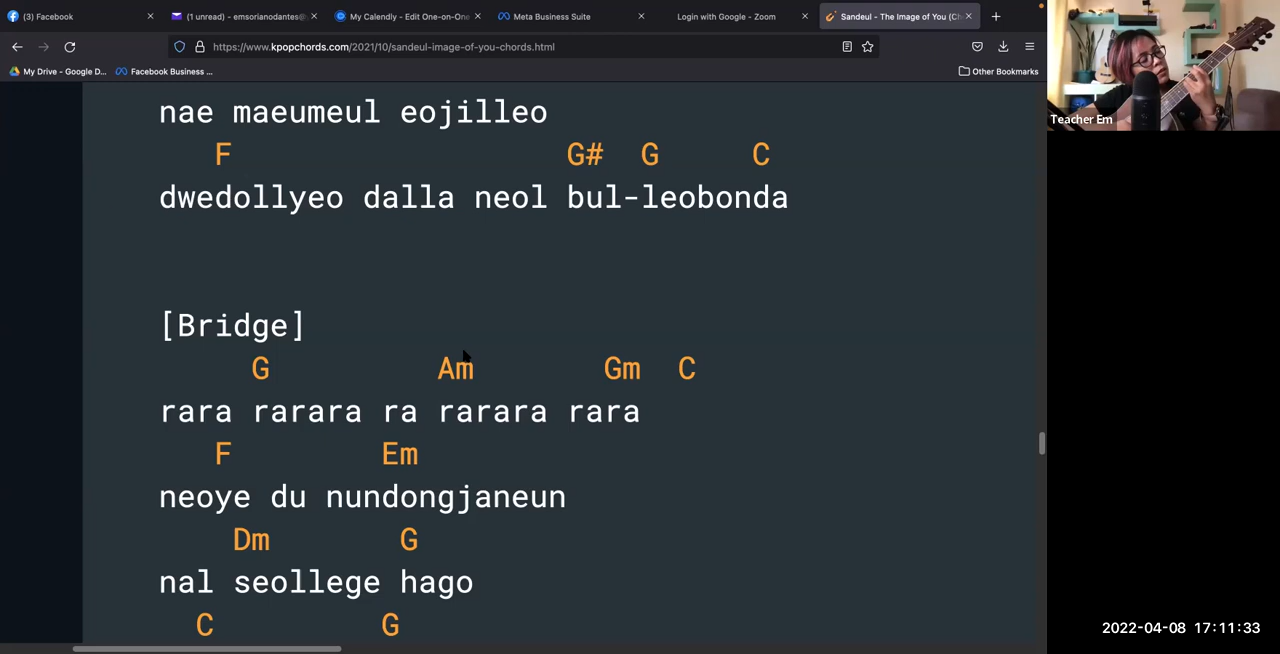 (3) Facebook
(1 unread) - emsorianodantes@
My Calendly - Edit One-on-One
Meta Business Suite
Login with Google - Zoom
Sandeul - The Image of You (Ch
https://www.kpopchords.com/2021/10/sandeul-image-of-you-chords.html
My Drive - Google D...
Facebook Business ...
Other Bookmarks
Teacher Em
nae maeumeul eojilleo
F G# G C
dwedollyeo dalla neol bul-leobonda
[Bridge]
G Am Gm C
rara rarara ra rarara rara
F Em
neoye du nundongjaneun
Dm G
nal seollege hago
C G
2022-04-08 17:11:33